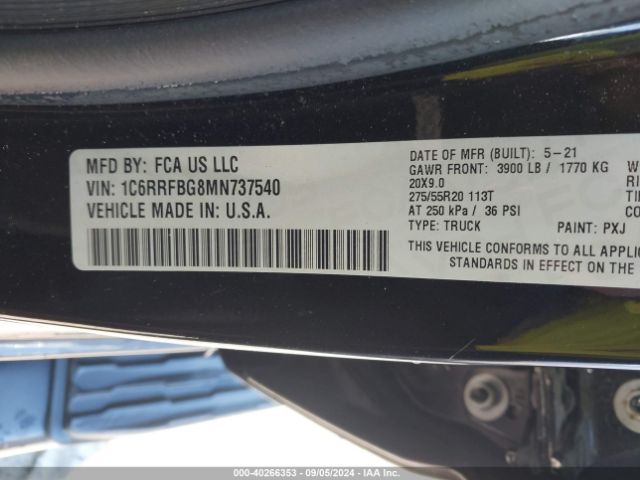 MFD BY: FCA US LLC
VIN: 1C6RRFBG8MN737540
VEHICLE MADE IN: U.S.A.
DATE OF MFR (BUILT): 5-21
GAWR FRONT: 3900 LB / 1770 KG W
20X9.0 RI
275/55R20 113T TI
AT 250 kPa / 36 PSI
TYPE: TRUCK PAINT: PXJ
THIS VEHICLE CONFORMS TO ALL APPLIC
STANDARDS IN EFFECT ON THE
000-40266353 - 09/05/2024 - IAA Inc.